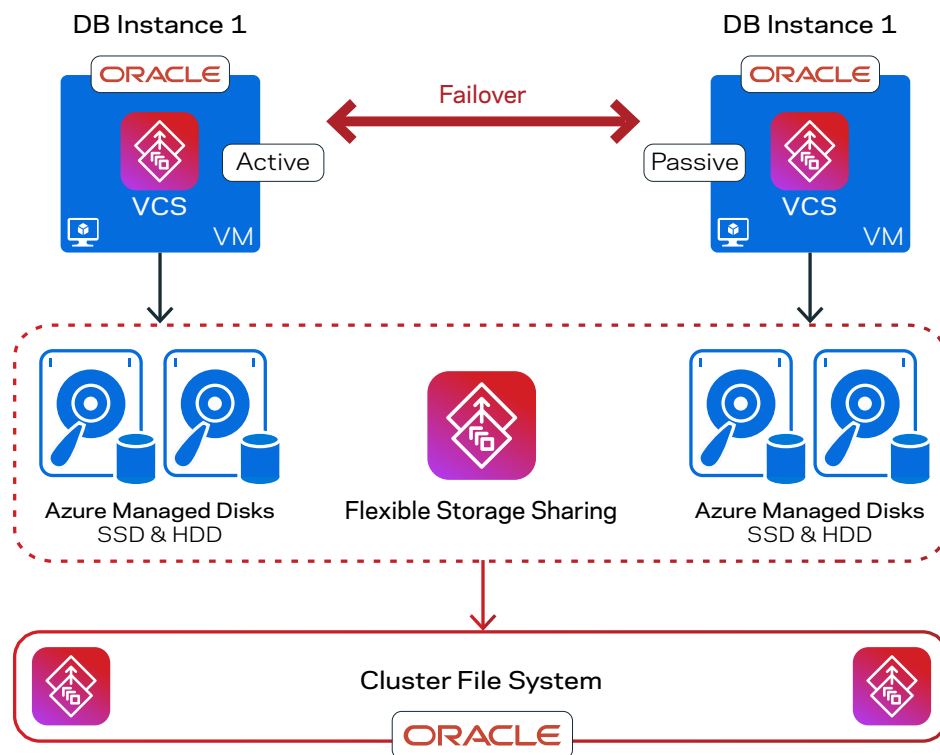 DB Instance 1
DB Instance 1
ORACLE
ORACLE
Failover
Active
Passive
VCS
VCS
VM
VM
Azure Managed Disks
SSD & HDD
Flexible Storage Sharing
Azure Managed Disks
SSD & HDD
Cluster File System
ORACLE